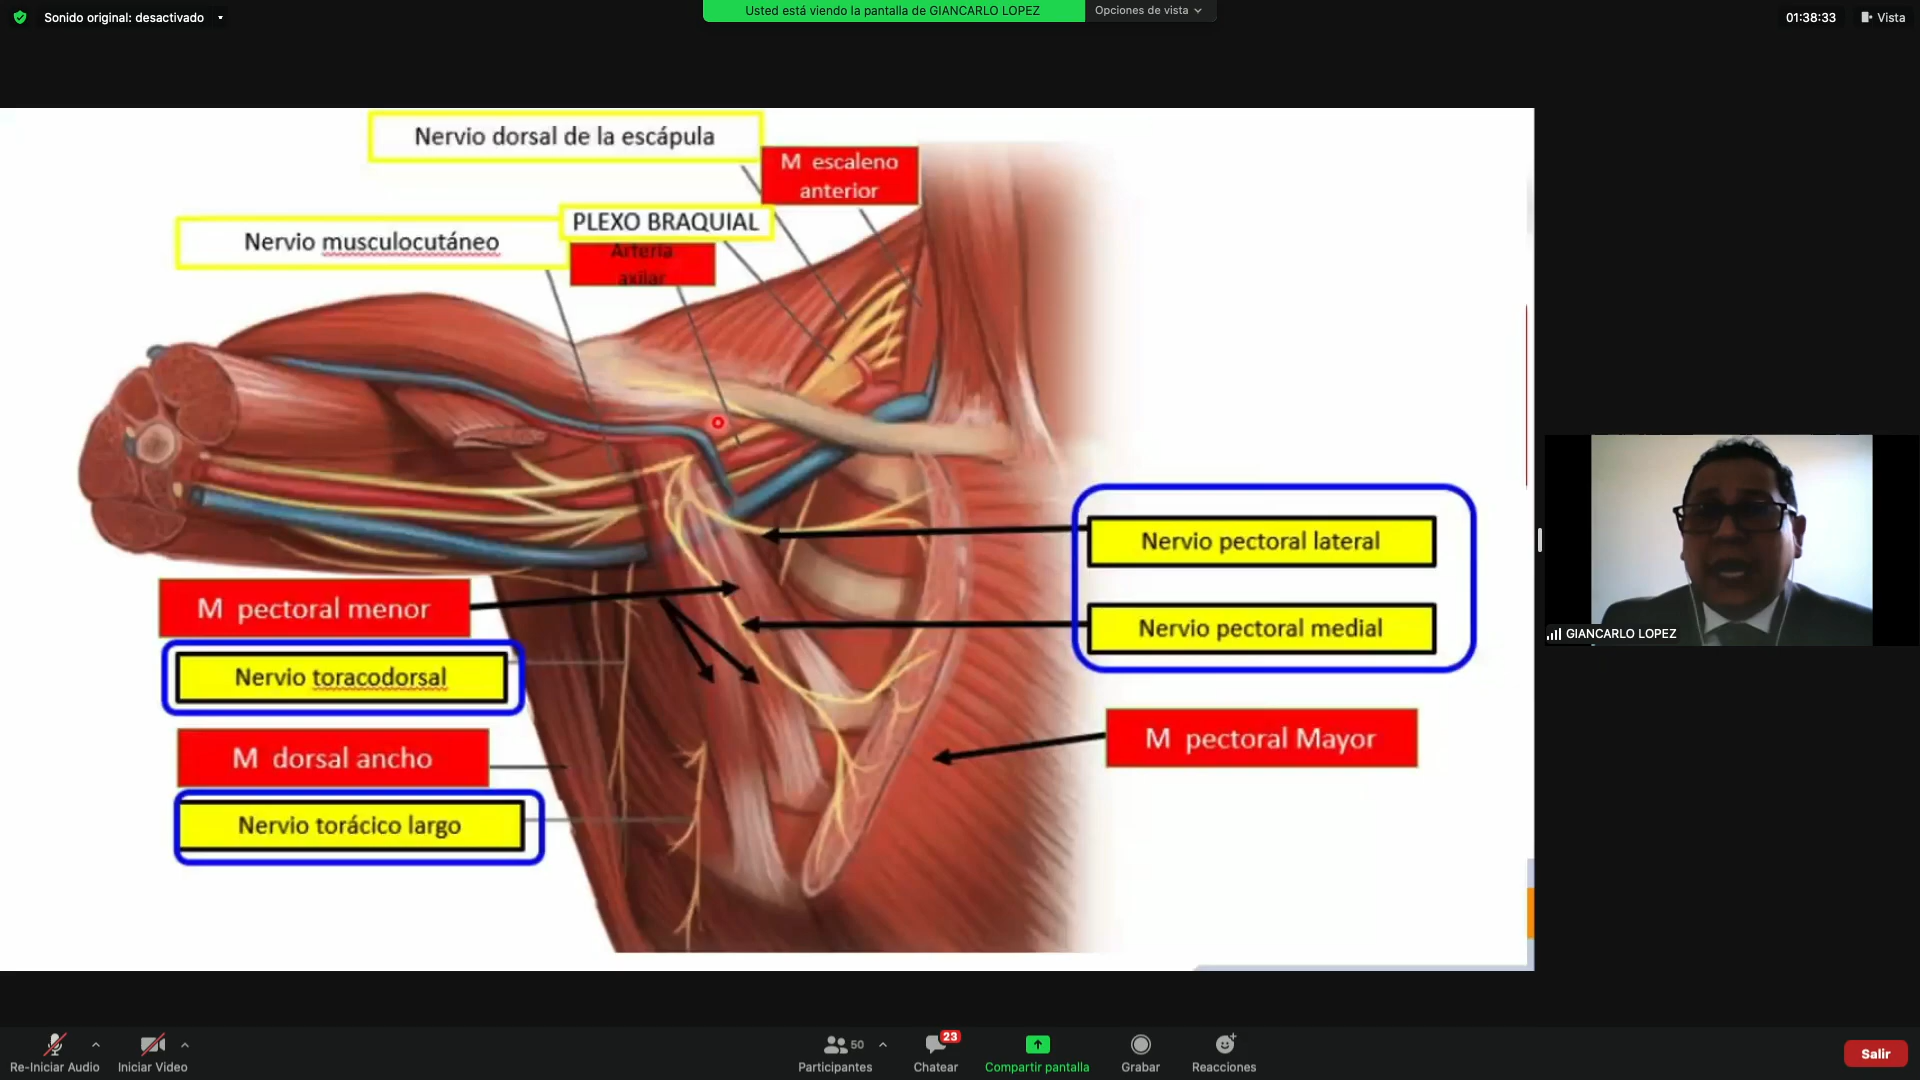 Sonido original: desactivado
Usted está viendo la pantalla de GIANCARLO LOPEZ
Opciones de vista
01:38:33
Vista
Nervio dorsal de la escápula
M escaleno
anterior
PLEXO BRAQUIAL
Nervio musculocutáneo
Arteria
axilar
Nervio pectoral lateral
M pectoral menor
Nervio pectoral medial
GIANCARLO LOPEZ
Nervio toracodorsal
M pectoral Mayor
M dorsal ancho
Nervio torácico largo
Re-Iniciar Audio
Iniciar Video
50
Participantes
23
Chatear
Compartir pantalla
Grabar
Reacciones
Salir